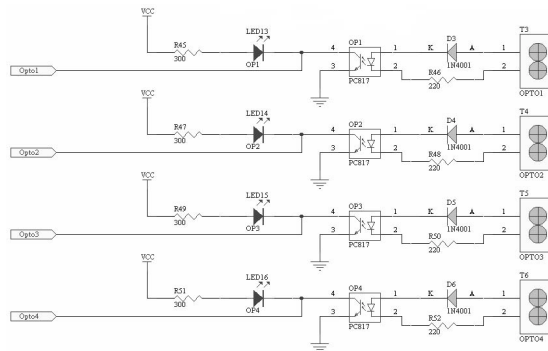 VCC
LED13
T3
R45
300
OP1
4
OP1
1
K
D3
A
1
Opto1
3
2
R46
1N4001
2
PC817
220
OPTO1
VCC
LED14
T4
R47
300
OP2
4
OP2
1
K
D4
A
1
Opto2
3
2
R48
1N4001
2
PC817
220
OPTO2
VCC
LED15
T5
R49
300
OP3
4
OP3
1
K
D5
A
1
Opto3
3
2
R50
1N4001
2
PC817
220
OPTO3
VCC
LED16
T6
R51
300
OP4
4
OP4
1
K
D6
A
1
Opto4
3
2
R52
1N4001
2
PC817
220
OPTO4